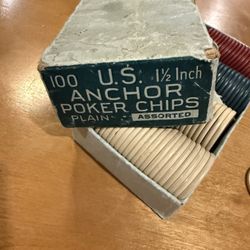 100 U.S. 1½ Inch
ANCHOR
POKER CHIPS
PLAIN- ASSORTED